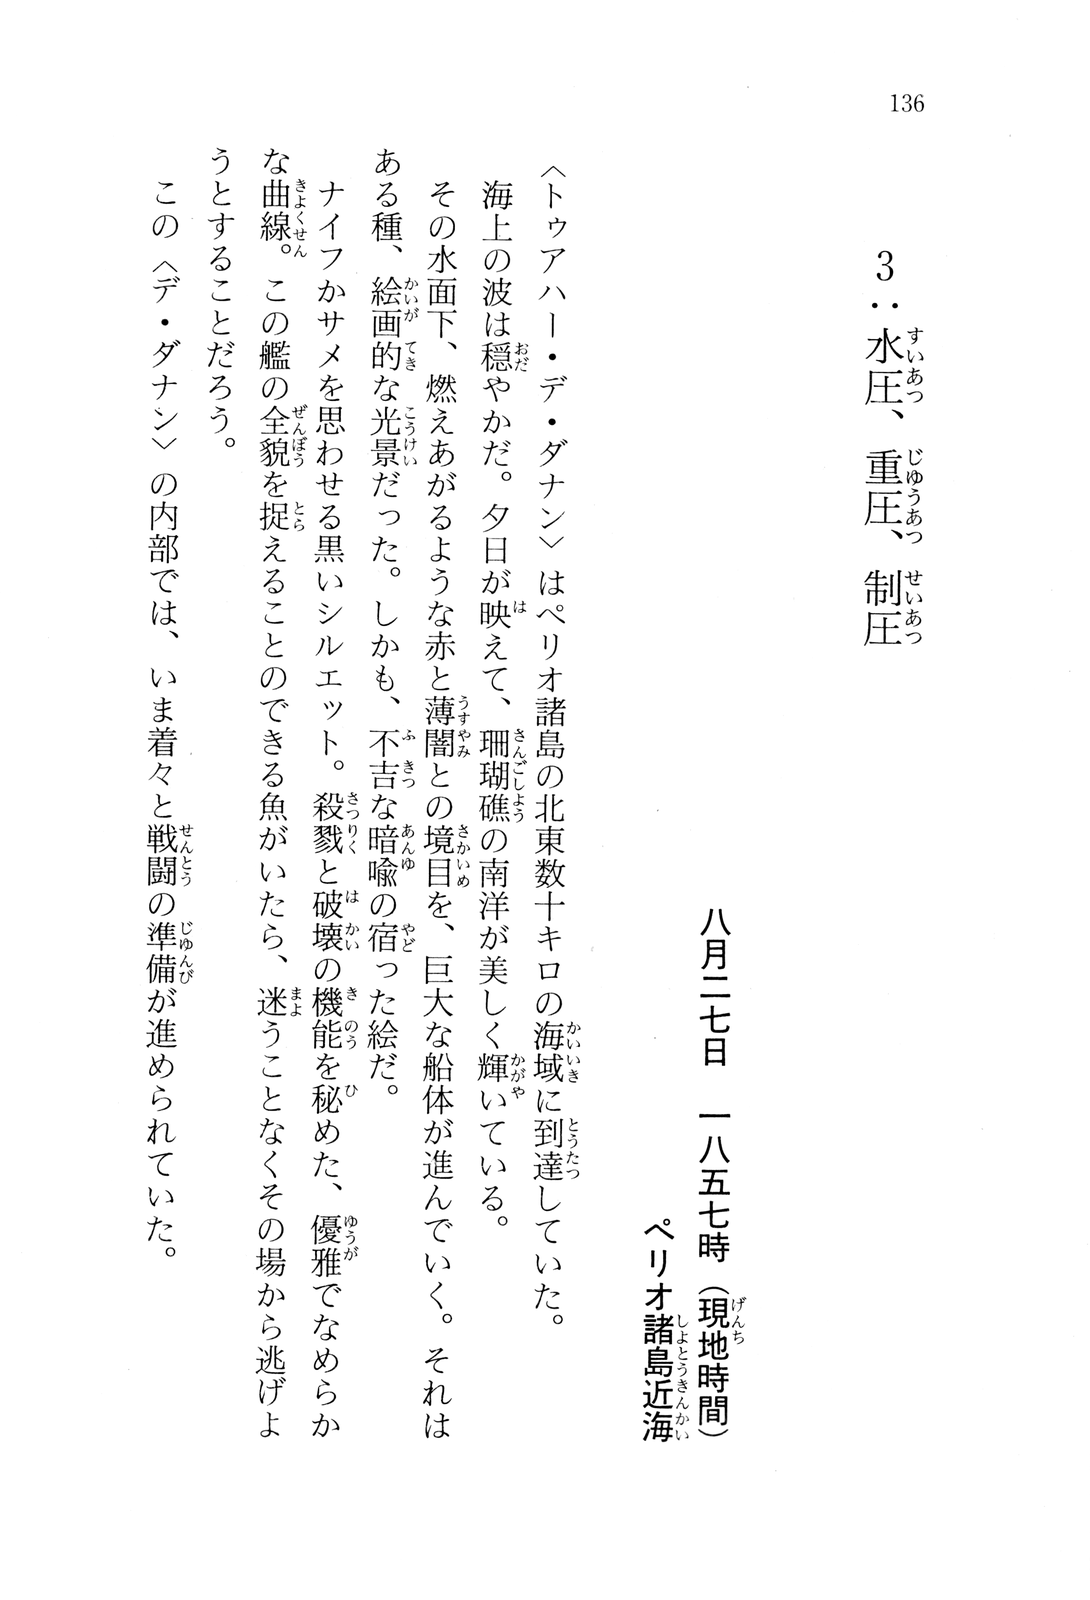 136
3：水圧、重圧、制圧
八月二七日　一八五七時（現地時間）
ペリオ諸島近海
〈トゥアハー・デ・ダナン〉はペリオ諸島の北東数十キロの海域に到達していた。
海上の波は穏やかだ。夕日が映えて、珊瑚礁の南洋が美しく輝いている。
その水面下、燃えあがるような赤と薄闇との境目を、巨大な船体が進んでいく。それは
ある種、絵画的な光景だった。しかも、不吉な暗喩の宿った絵だ。
ナイフかサメを思わせる黒いシルエット。殺戮と破壊の機能を秘めた、優雅でなめらか
な曲線。この艦の全貌を捉えることのできる魚がいたら、迷うことなくその場から逃げよ
うとすることだろう。
この〈デ・ダナン〉の内部では、いま着々と戦闘の準備が進められていた。